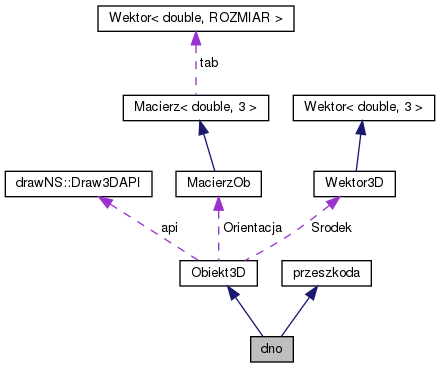 Wektor< double, ROZMIAR >
tab
Macierz< double, 3 >
Wektor< double, 3 >
drawNS::Draw3DAPI
MacierzOb
Wektor3D
api
Orientacja
Srodek
Obiekt3D
przeszkoda
dno